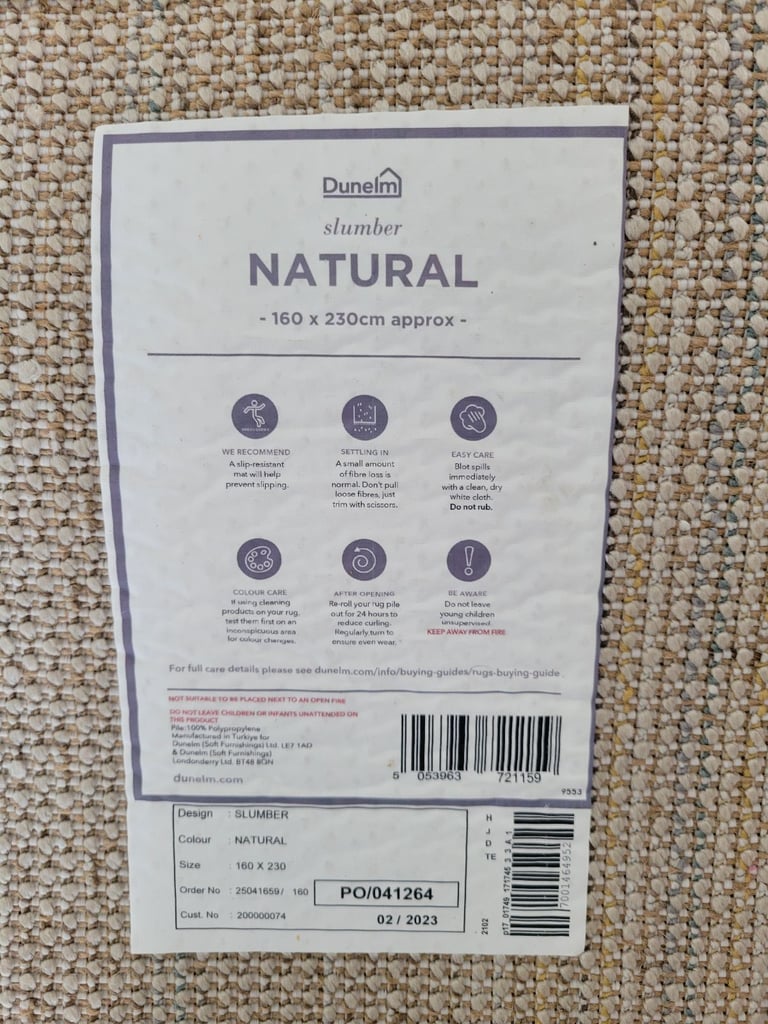 Dunelm
slumber
NATURAL
- 160 x 230cm approx -
WE RECOMMEND
A slip-resistant
mat will help
prevent slipping.
SETTLING IN
A small amount
of fibre loss is
normal. Don't pull
loose fibres, just
trim with scissors.
EASY CARE
Blot spills
immediately
with a clean, dry
white cloth.
Do not rub.
COLOUR CARE
If using cleaning
products on your rug,
test them first on an
inconspicuous area
for colour changes.
AFTER OPENING
Re-roll your rug pile
out for 24 hours to
reduce curling.
Regularly turn to
ensure even wear.
BE AWARE
Do not leave
young children
unsupervised
KEEP AWAY FROM FIRE
For full care details please see dunelm.com/info/buying-guides/rugs-buying-guide
NOT SUITABLE TO BE PLACED NEXT TO AN OPEN FIRE
DO NOT LEAVE CHILDREN OR INFANTS UNATTENDED ON
THIS PRODUCT
Pile:100% Polypropylene
Manufactured in Turkiye for
Dunelm (Soft Furnishings) Ltd. LE7 1AD
& Dunelm (Soft Furnishings)
Londonderry Ltd. BT48 8QN
dunelm.com
5 053963 721159
9553
Design : SLUMBER
Colour : NATURAL
Size : 160 X 230
Order No : 25041659/ 160 PO/041264
Cust. No : 200000074 02 / 2023
H
J
D
TE
2102
p17_01749_171745_3_3_A_1
7001464952